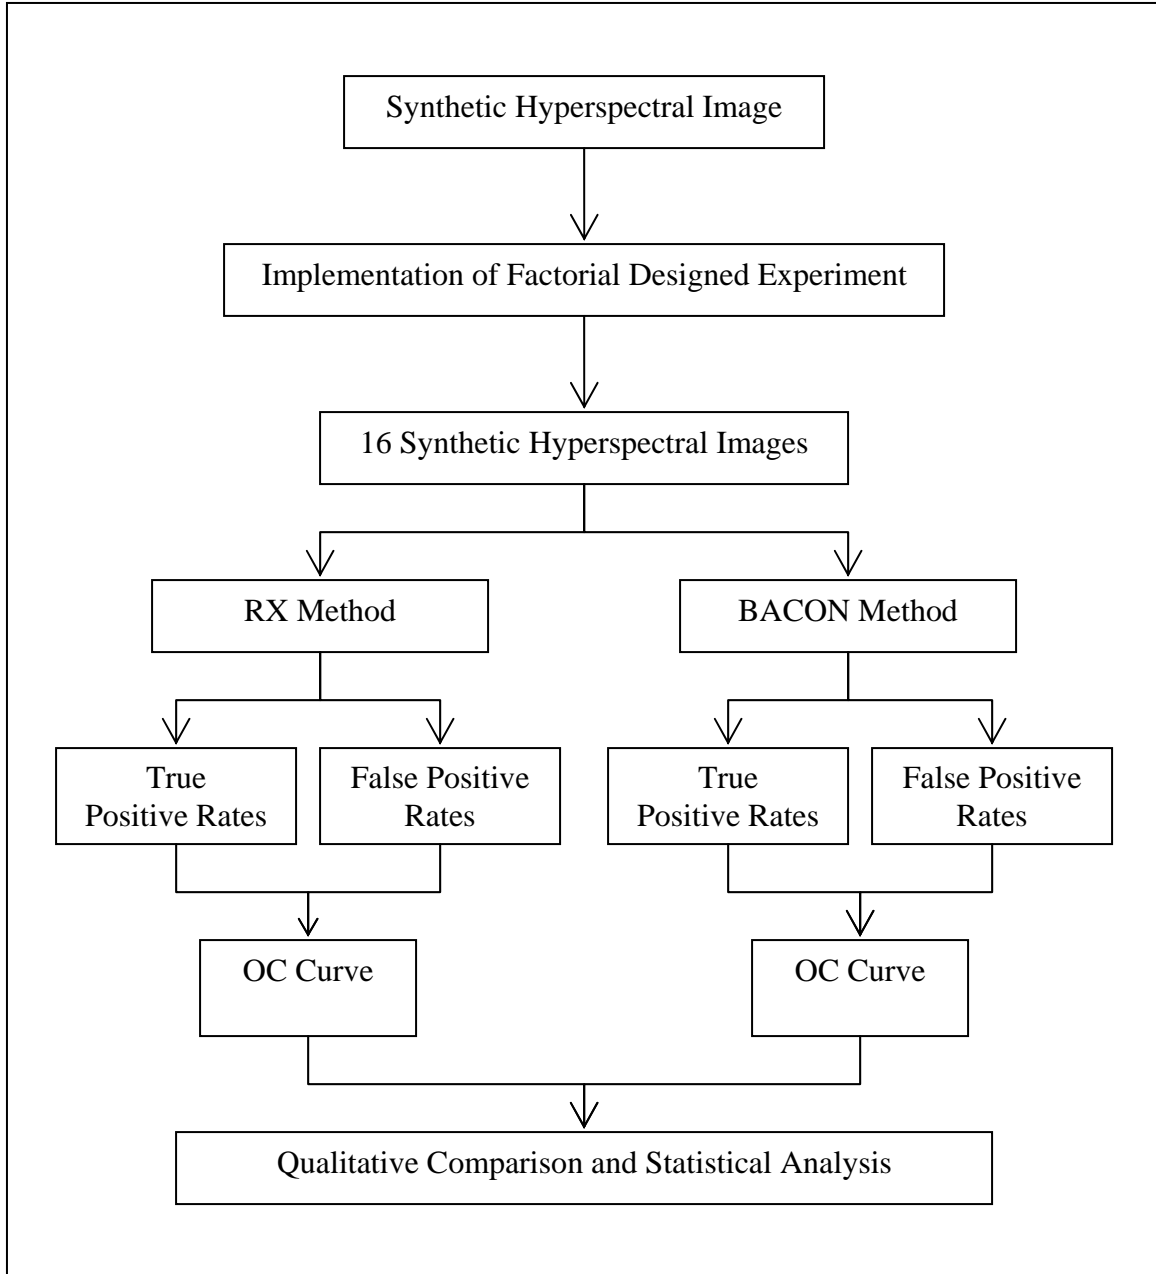 Synthetic Hyperspectral Image
Implementation of Factorial Designed Experiment
16 Synthetic Hyperspectral Images
RX Method
BACON Method
True
Positive Rates
False Positive
Rates
True
Positive Rates
False Positive
Rates
OC Curve
OC Curve
Qualitative Comparison and Statistical Analysis